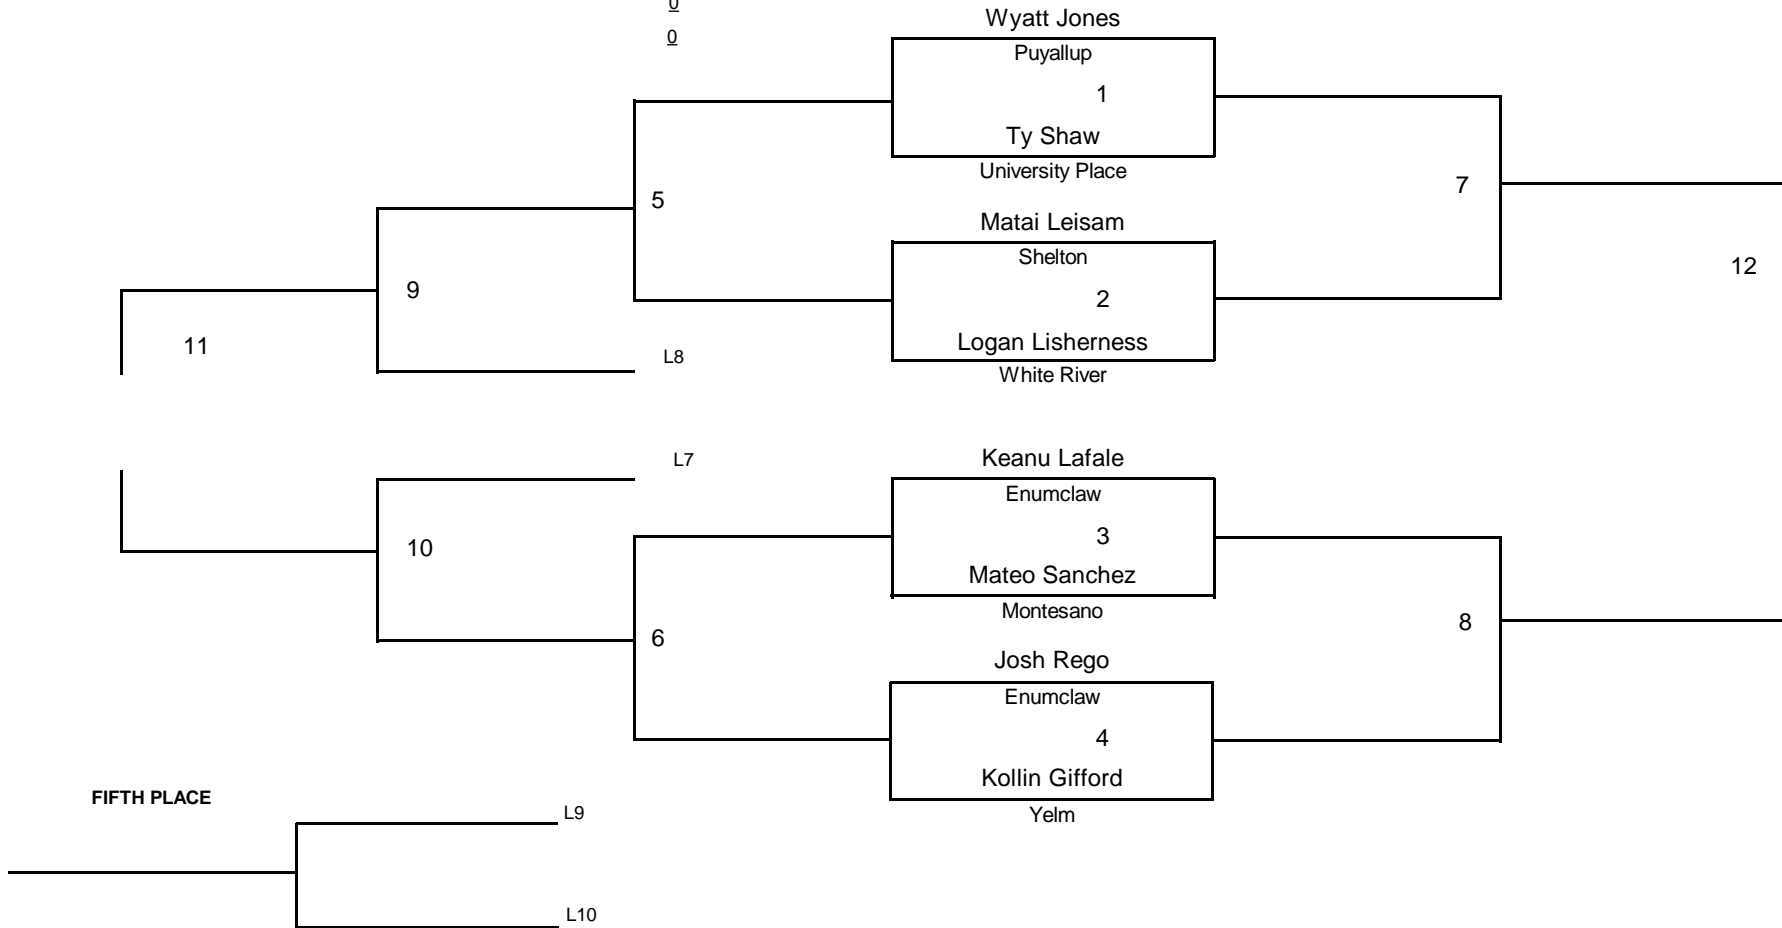 0
0
Wyatt Jones
Puyallup
1
Ty Shaw
University Place
5
7
Matai Leisam
Shelton
12
9
2
11
Logan Lisherness
L8
White River
L7
Keanu Lafale
Enumclaw
3
10
Mateo Sanchez
Montesano
6
8
Josh Rego
Enumclaw
4
Kollin Gifford
FIFTH PLACE
L9
Yelm
L10